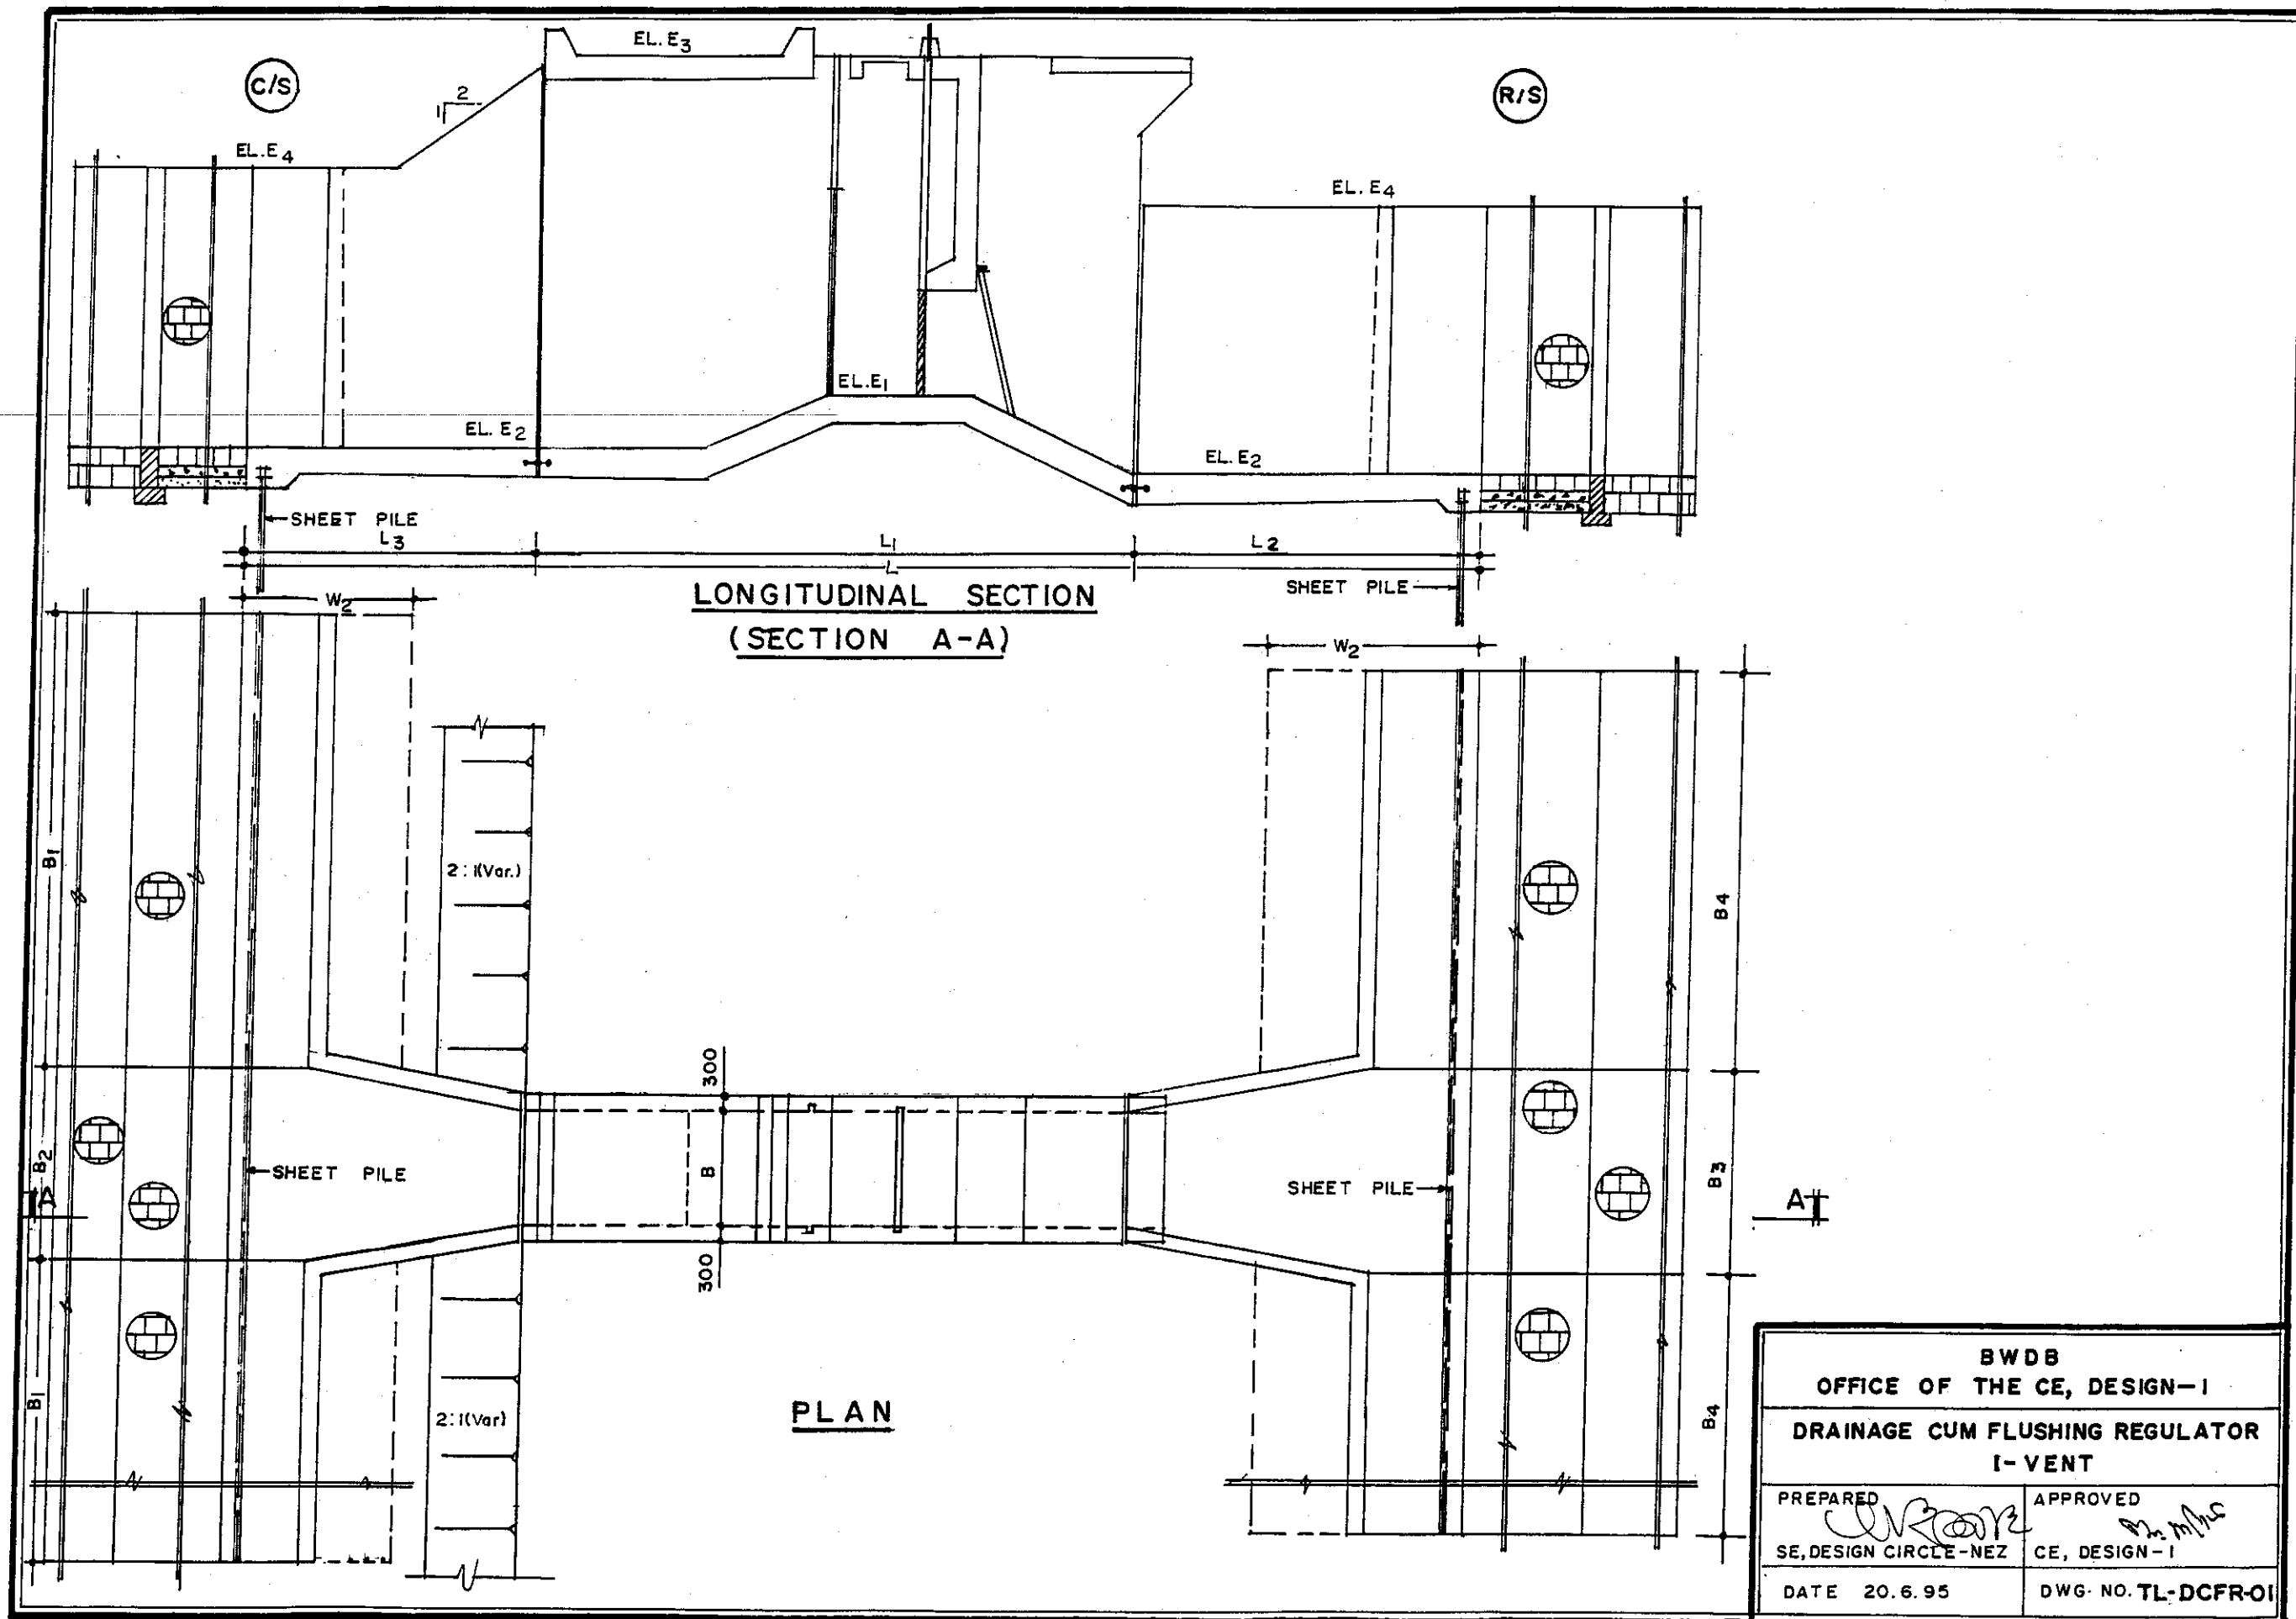 C/S
EL. E3
R/S
2
1
EL. E4
EL. E4
EL. E1
EL. E2
EL. E2
SHEET PILE
L3
L1
L2
L
SHEET PILE
W2
LONGITUDINAL SECTION
(SECTION A-A)
W2
B1
2:1(Var.)
B4
300
B2
SHEET PILE
B
SHEET PILE
B3
A
A
300
B1
2:1(Var)
PLAN
B4
BWDB
OFFICE OF THE CE, DESIGN-I
DRAINAGE CUM FLUSHING REGULATOR
I-VENT
PREPARED
APPROVED
SE, DESIGN CIRCLE-NEZ
CE, DESIGN-I
DATE 20.6.95
DWG. NO. TL-DCFR-01